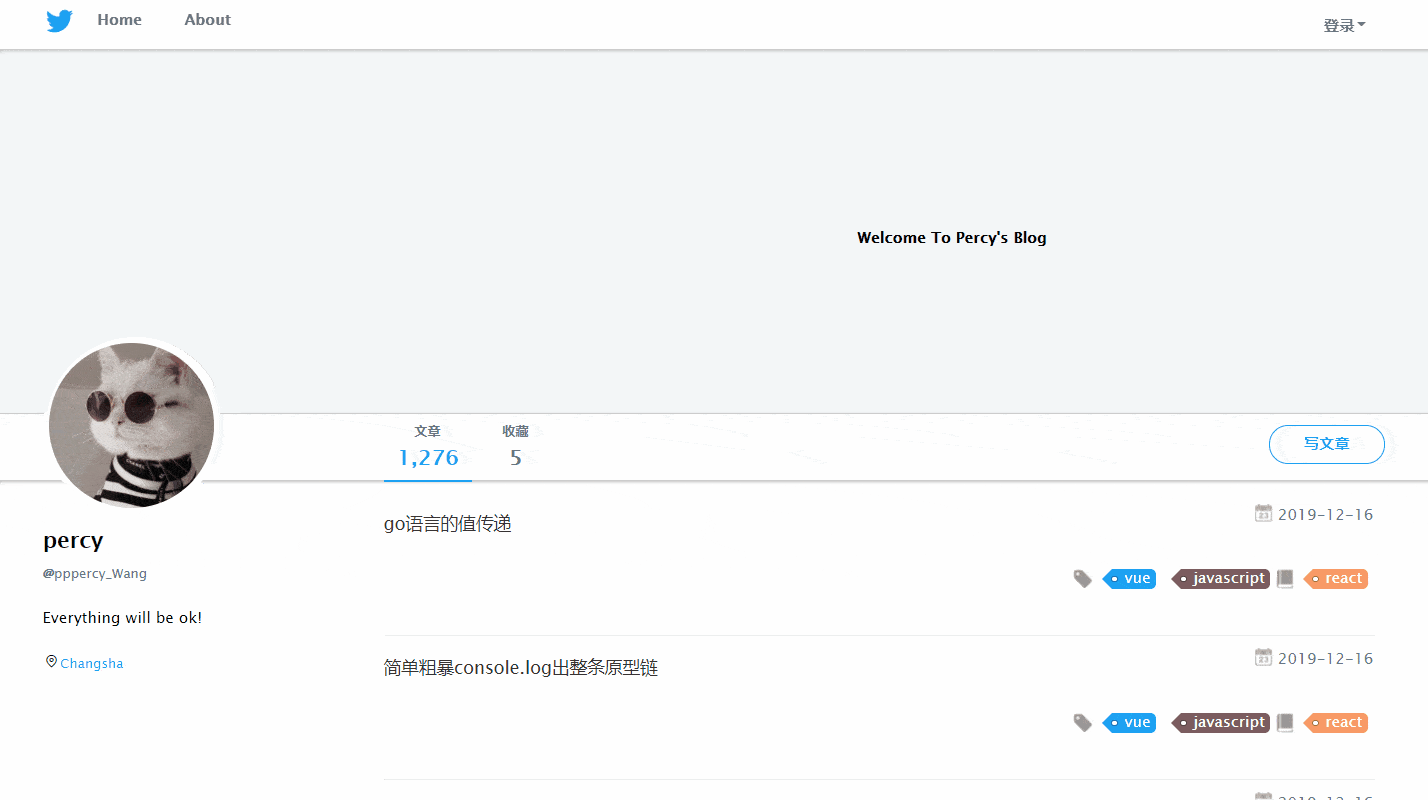 Home About 登录
Welcome To Percy's Blog
文章 收藏
1,276 5
写文章
percy
@pppercy_Wang
Everything will be ok!
Changsha
go语言的值传递 2019-12-16
vue javascript react
简单粗暴console.log出整条原型链 2019-12-16
vue javascript react
2019-12-16